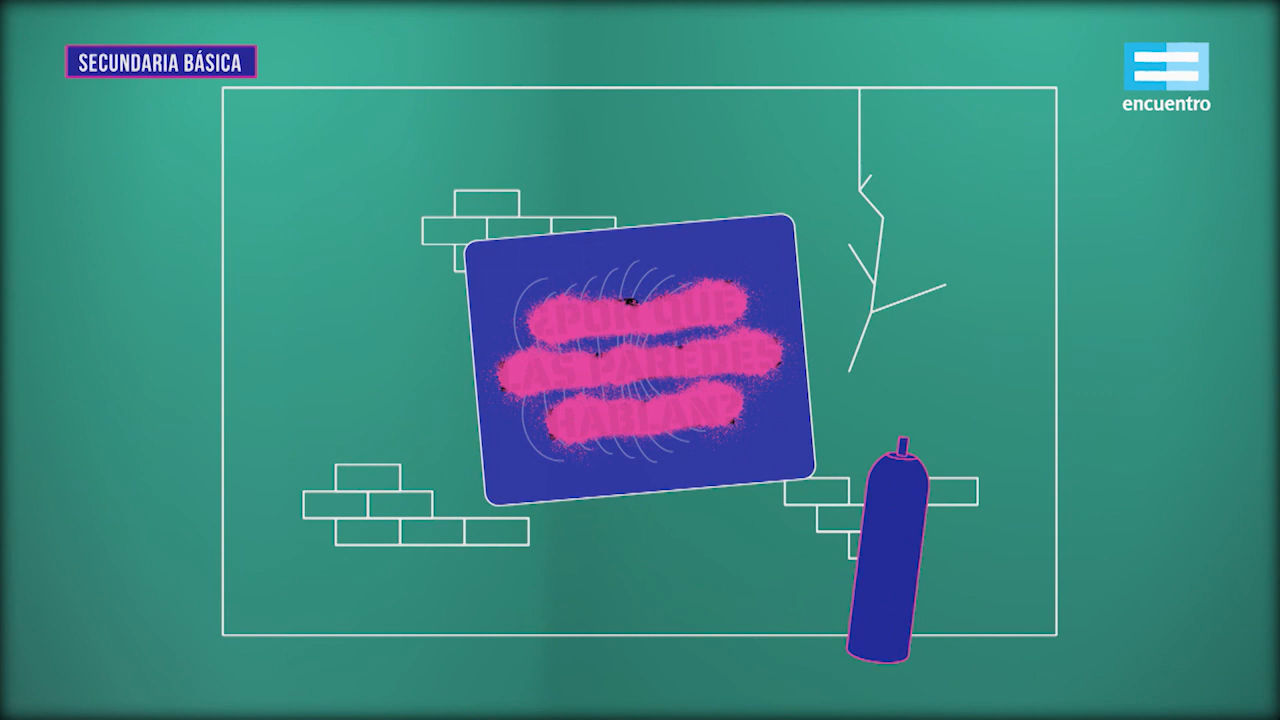 SECUNDARIA BÁSICA
encuentro
¿POR QUÉ
LAS PAREDES
HABLAN?